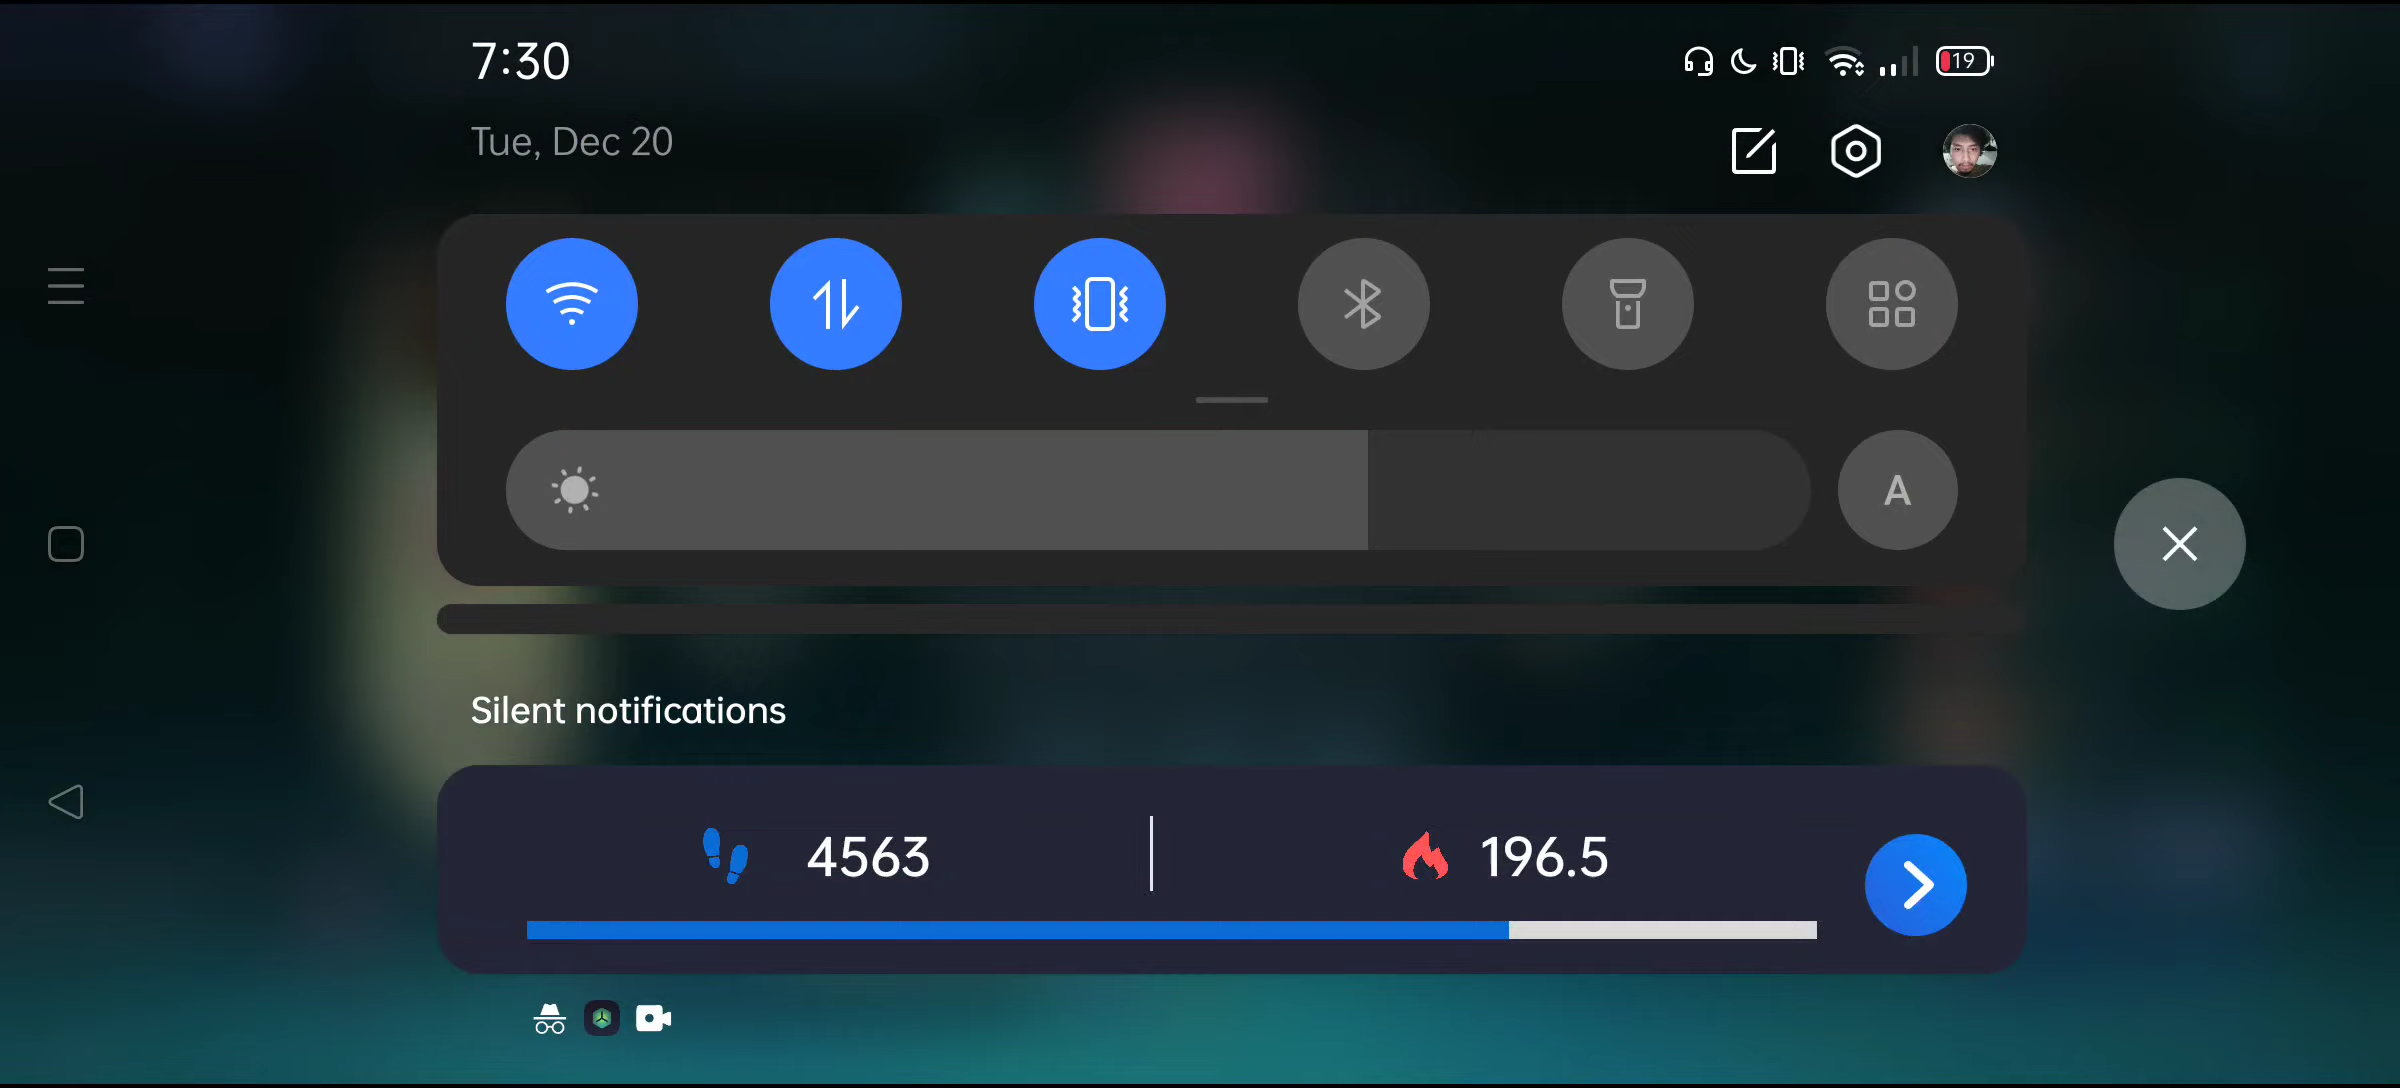 7:30
19
Tue, Dec 20
A
Silent notifications
4563
196.5